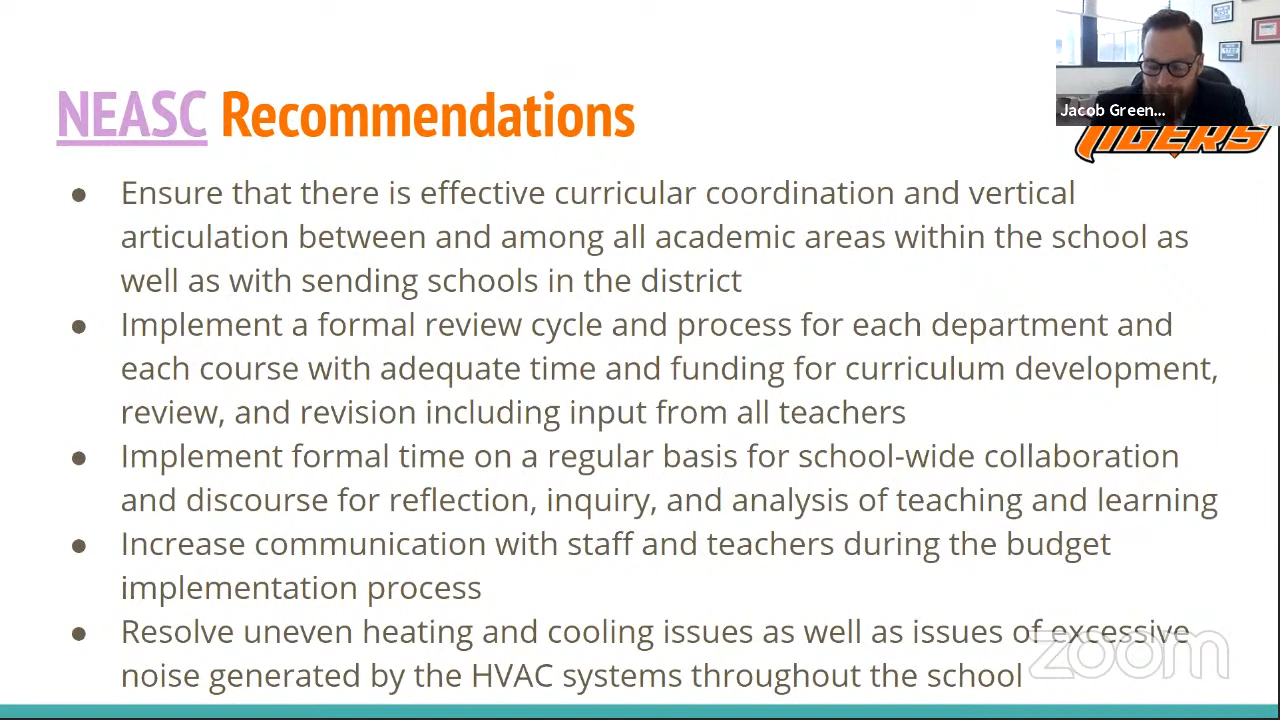 NEASC Recommendations
Jacob Green...
TIGERS
● Ensure that there is effective curricular coordination and vertical
articulation between and among all academic areas within the school as
well as with sending schools in the district
● Implement a formal review cycle and process for each department and
each course with adequate time and funding for curriculum development,
review, and revision including input from all teachers
● Implement formal time on a regular basis for school-wide collaboration
and discourse for reflection, inquiry, and analysis of teaching and learning
● Increase communication with staff and teachers during the budget
implementation process
● Resolve uneven heating and cooling issues as well as issues of excessive
noise generated by the HVAC systems throughout the school
zoom